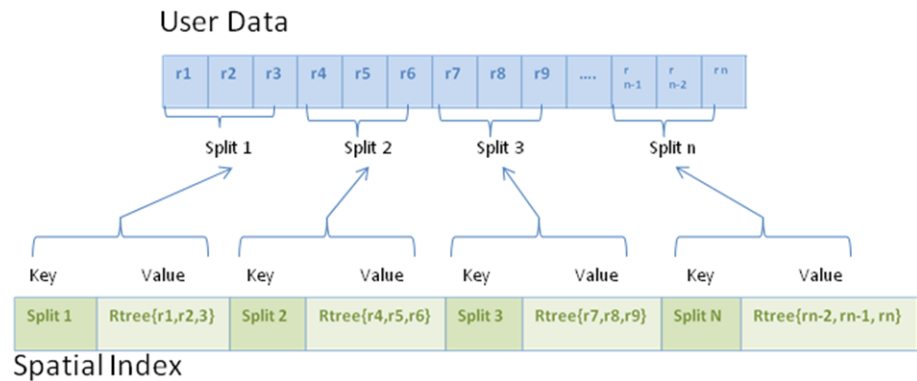 User Data
r1 r2 r3 r4 r5 r6 r7 r8 r9 .... r n-1 r n-2 r n
Split 1 Split 2 Split 3 Split n
Key Value Key Value Key Value Key Value
Split 1 Rtree{r1,r2,3} Split 2 Rtree{r4,r5,r6} Split 3 Rtree{r7,r8,r9} Split N Rtree{rn-2, rn-1, rn}
Spatial Index